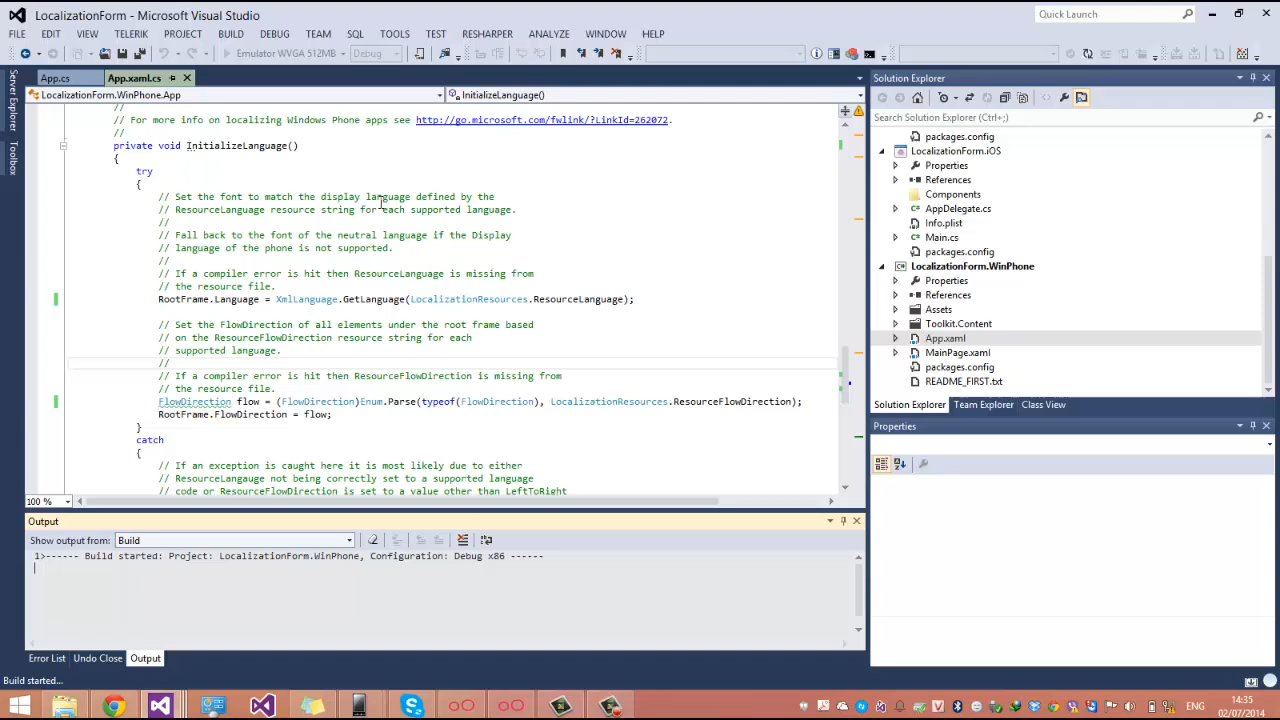 LocalizationForm - Microsoft Visual Studio
Quick Launch
FILE EDIT VIEW TELERIK PROJECT BUILD DEBUG TEAM SQL TOOLS TEST RESHARPER ANALYZE WINDOW HELP
Emulator WVGA 512MB Debug
Server Explorer
Toolbox
App.cs App.xaml.cs
LocalizationForm.WinPhone.App InitializeLanguage()
//
// For more info on localizing Windows Phone apps see http://go.microsoft.com/fwlink/?LinkId=262072.
//
private void InitializeLanguage()
{
try
{
// Set the font to match the display language defined by the
// ResourceLanguage resource string for each supported language.
//
// Fall back to the font of the neutral language if the Display
// language of the phone is not supported.
//
// If a compiler error is hit then ResourceLanguage is missing from
// the resource file.
RootFrame.Language = XmlLanguage.GetLanguage(LocalizationResources.ResourceLanguage);
// Set the FlowDirection of all elements under the root frame based
// on the ResourceFlowDirection resource string for each
// supported language.
//
// If a compiler error is hit then ResourceFlowDirection is missing from
// the resource file.
FlowDirection flow = (FlowDirection)Enum.Parse(typeof(FlowDirection), LocalizationResources.ResourceFlowDirection);
RootFrame.FlowDirection = flow;
}
catch
{
// If an exception is caught here it is most likely due to either
// ResourceLangauge not being correctly set to a supported language
// code or ResourceFlowDirection is set to a value other than LeftToRight
100 %
Output
Show output from: Build
1>------ Build started: Project: LocalizationForm.WinPhone, Configuration: Debug x86 ------
Error List Undo Close Output
Build started...
Solution Explorer
Search Solution Explorer (Ctrl+;)
packages.config
LocalizationForm.iOS
Properties
References
Components
AppDelegate.cs
Info.plist
Main.cs
packages.config
LocalizationForm.WinPhone
Properties
References
Assets
Toolkit.Content
App.xaml
MainPage.xaml
packages.config
README_FIRST.txt
Solution Explorer Team Explorer Class View
Properties
ENG
14:35
02/07/2014